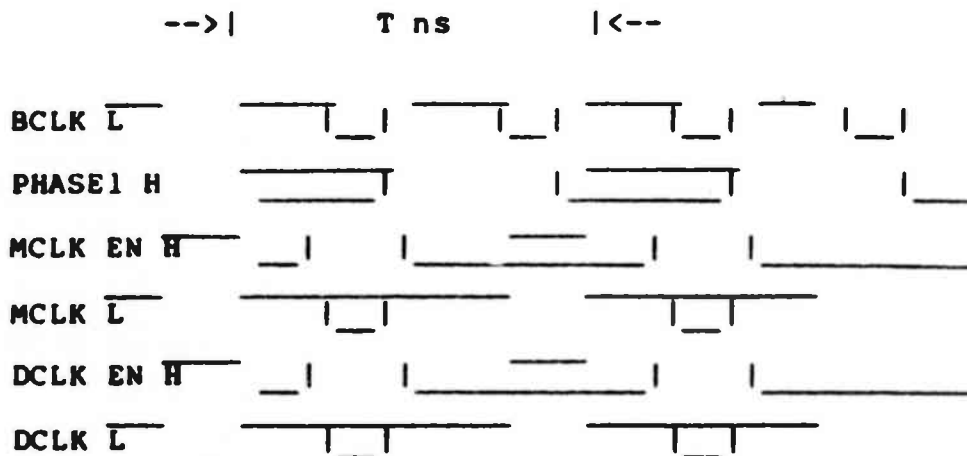 -->| T ns |<--
BCLK L
PHASE1 H
MCLK EN H
MCLK L
DCLK EN H
DCLK L